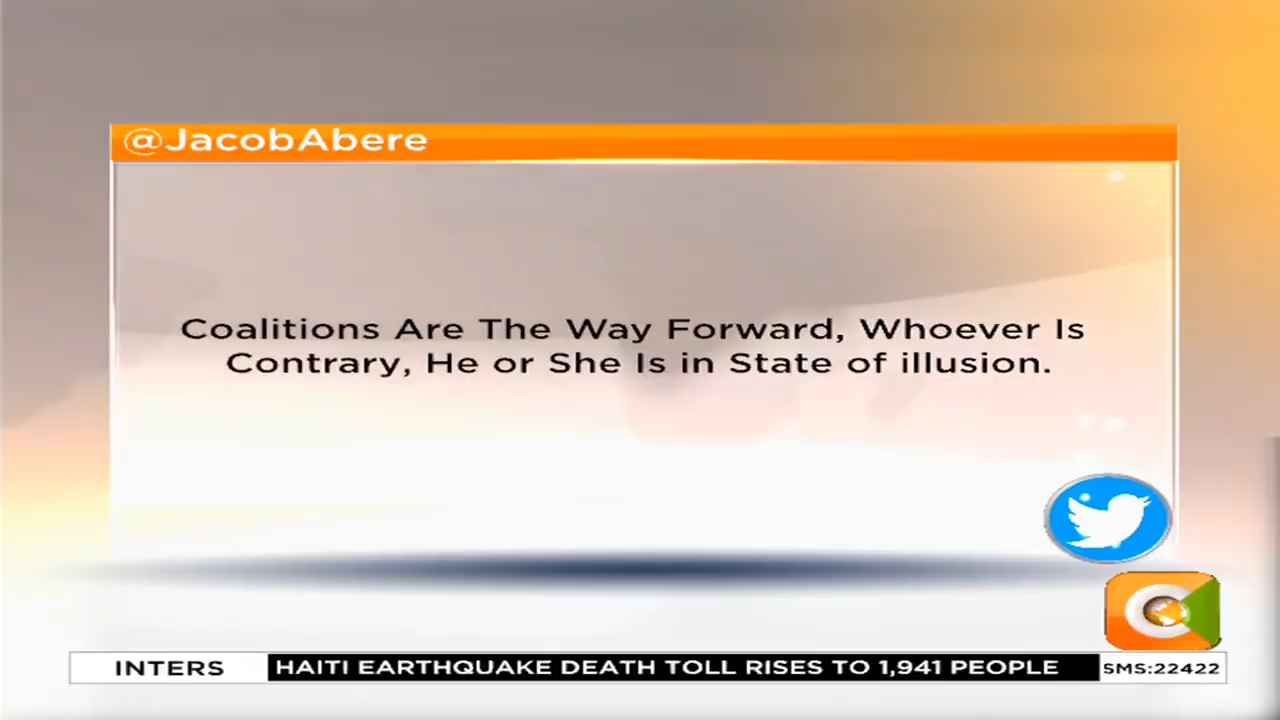 @JacobAbere
Coalitions Are The Way Forward, Whoever Is
Contrary, He or She Is in State of illusion.
INTERS HAITI EARTHQUAKE DEATH TOLL RISES TO 1,941 PEOPLE SMS:22422